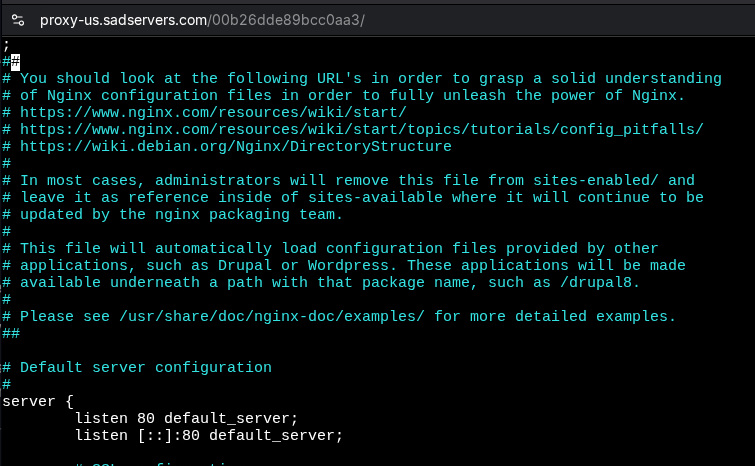 proxy-us.sadservers.com/00b26dde89bcc0aa3/
;
##
# You should look at the following URL's in order to grasp a solid understanding
# of Nginx configuration files in order to fully unleash the power of Nginx.
# https://www.nginx.com/resources/wiki/start/
# https://www.nginx.com/resources/wiki/start/topics/tutorials/config_pitfalls/
# https://wiki.debian.org/Nginx/DirectoryStructure
#
# In most cases, administrators will remove this file from sites-enabled/ and
# leave it as reference inside of sites-available where it will continue to be
# updated by the nginx packaging team.
#
# This file will automatically load configuration files provided by other
# applications, such as Drupal or Wordpress. These applications will be made
# available underneath a path with that package name, such as /drupal8.
#
# Please see /usr/share/doc/nginx-doc/examples/ for more detailed examples.
##
# Default server configuration
#
server {
listen 80 default_server;
listen [::]:80 default_server;